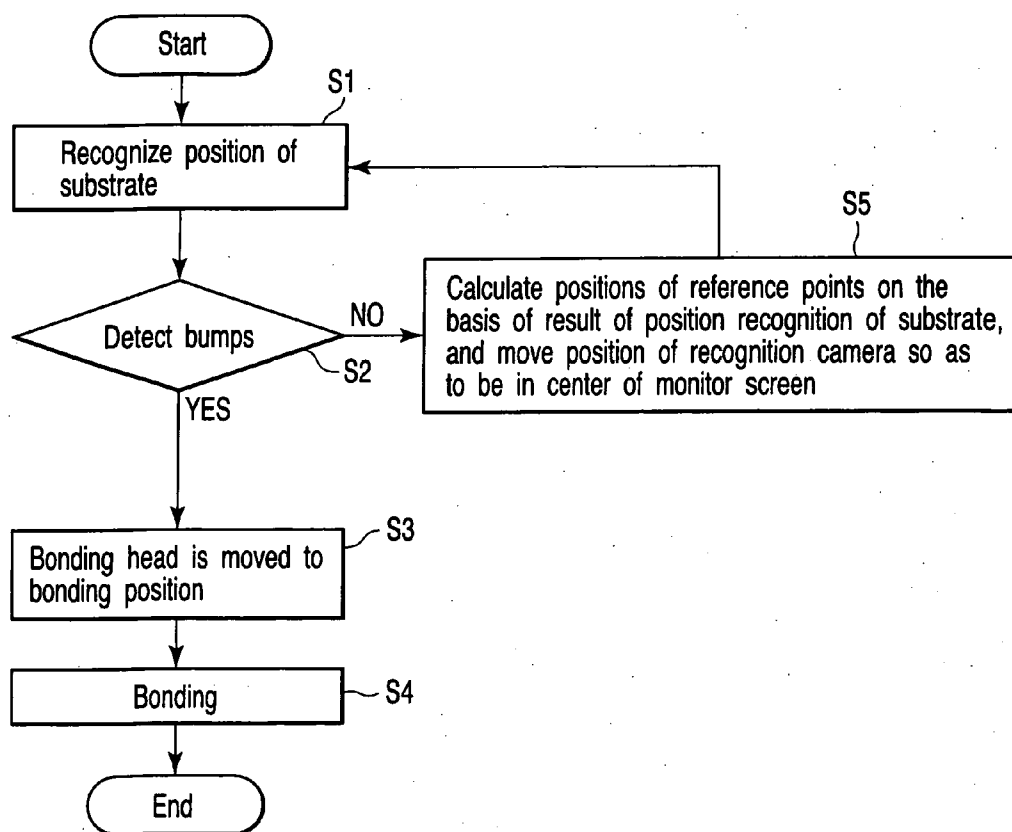 Start
S1
Recognize position of
substrate
S5
Calculate positions of reference points on the
basis of result of position recognition of substrate,
and move position of recognition camera so as
to be in center of monitor screen
Detect bumps
NO
S2
YES
S3
Bonding head is moved to
bonding position
Bonding
S4
End